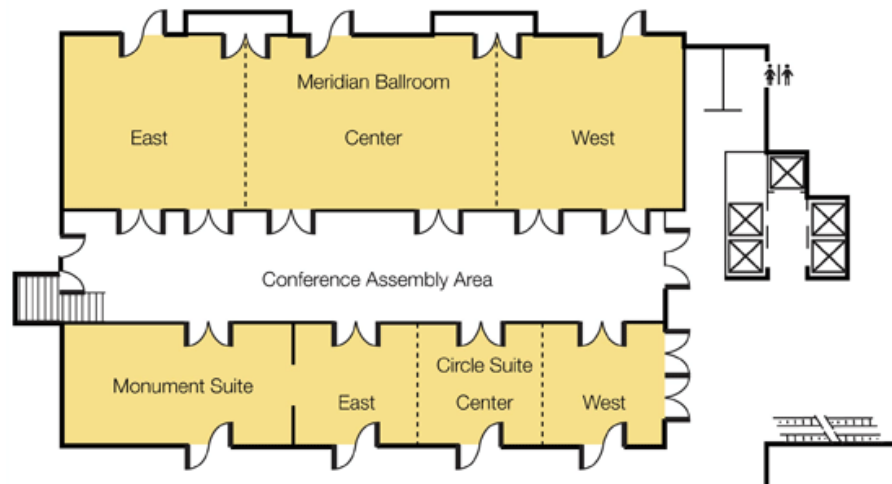 Meridian Ballroom
East
Center
West
Conference Assembly Area
Monument Suite
Circle Suite
East
Center
West